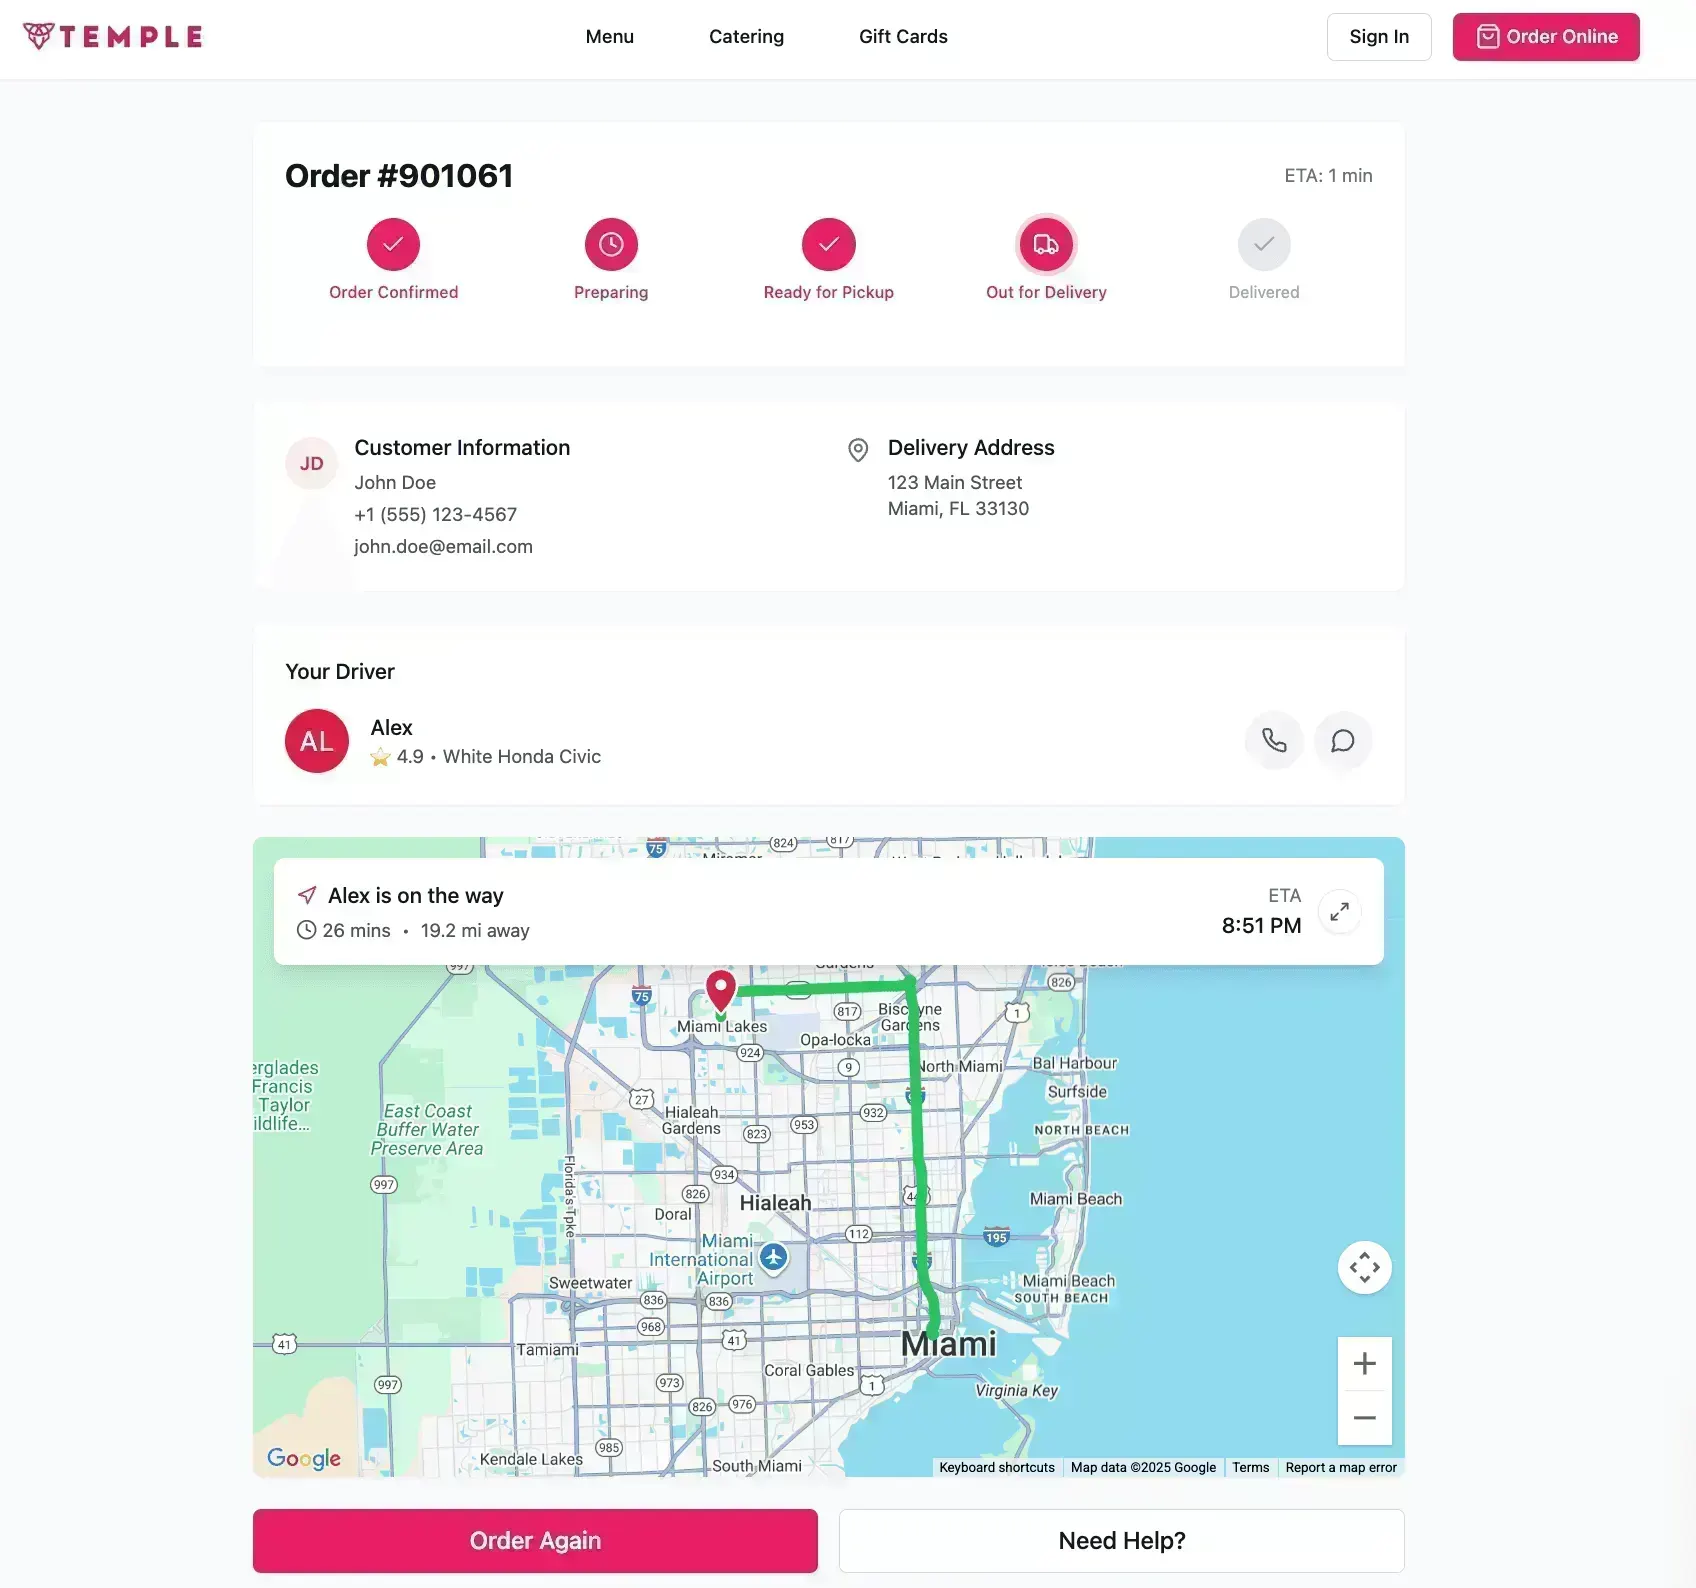 TEMPLE
Menu
Catering
Gift Cards
Sign In
Order Online
Order #901061
ETA: 1 min
Order Confirmed
Preparing
Ready for Pickup
Out for Delivery
Delivered
JD
Customer Information
John Doe
+1 (555) 123-4567
john.doe@email.com
Delivery Address
123 Main Street
Miami, FL 33130
Your Driver
AL
Alex
4.9 • White Honda Civic
75
824
817
Alex is on the way
26 mins • 19.2 mi away
ETA
8:51 PM
997
Gardens
826
75
817
Biscayne
Gardens
1
Miami Lakes
Opa-locka
924
9
North Miami
Bal Harbour
erglades
Francis
Taylor
ildlife...
Surfside
27
East Coast
Buffer Water
Preserve Area
Hialeah
Gardens
932
953
823
NORTH BEACH
Florida's Tpke
997
934
826
Hialeah
Miami Beach
Doral
112
195
Miami
International
Airport
Sweetwater
Miami Beach
SOUTH BEACH
836
836
968
41
41
Miami
Tamiami
Coral Gables
997
973
1
Virginia Key
826
976
985
Kendale Lakes
South Miami
Google
Keyboard shortcuts
Map data ©2025 Google
Terms
Report a map error
Order Again
Need Help?